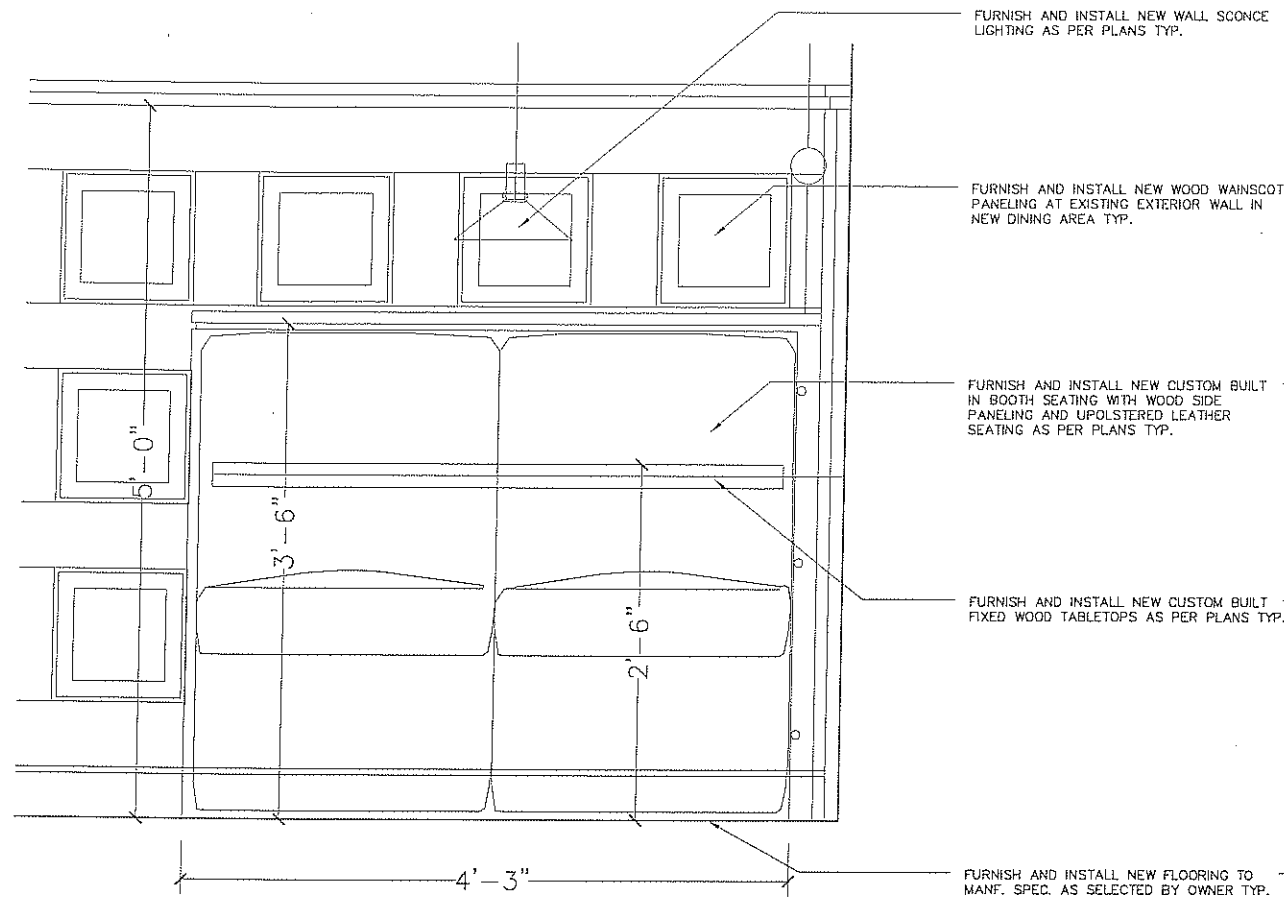 FURNISH AND INSTALL NEW WALL SCONCE
LIGHTING AS PER PLANS TYP.
FURNISH AND INSTALL NEW WOOD WAINSCOT
PANELING AT EXISTING EXTERIOR WALL IN
NEW DINING AREA TYP.
FURNISH AND INSTALL NEW CUSTOM BUILT
IN BOOTH SEATING WITH WOOD SIDE
PANELING AND UPOLSTERED LEATHER
SEATING AS PER PLANS TYP.
5'-0"
3'-6"
2'-6"
FURNISH AND INSTALL NEW CUSTOM BUILT
FIXED WOOD TABLETOPS AS PER PLANS TYP.
4'-3"
FURNISH AND INSTALL NEW FLOORING TO
MANF. SPEC. AS SELECTED BY OWNER TYP.